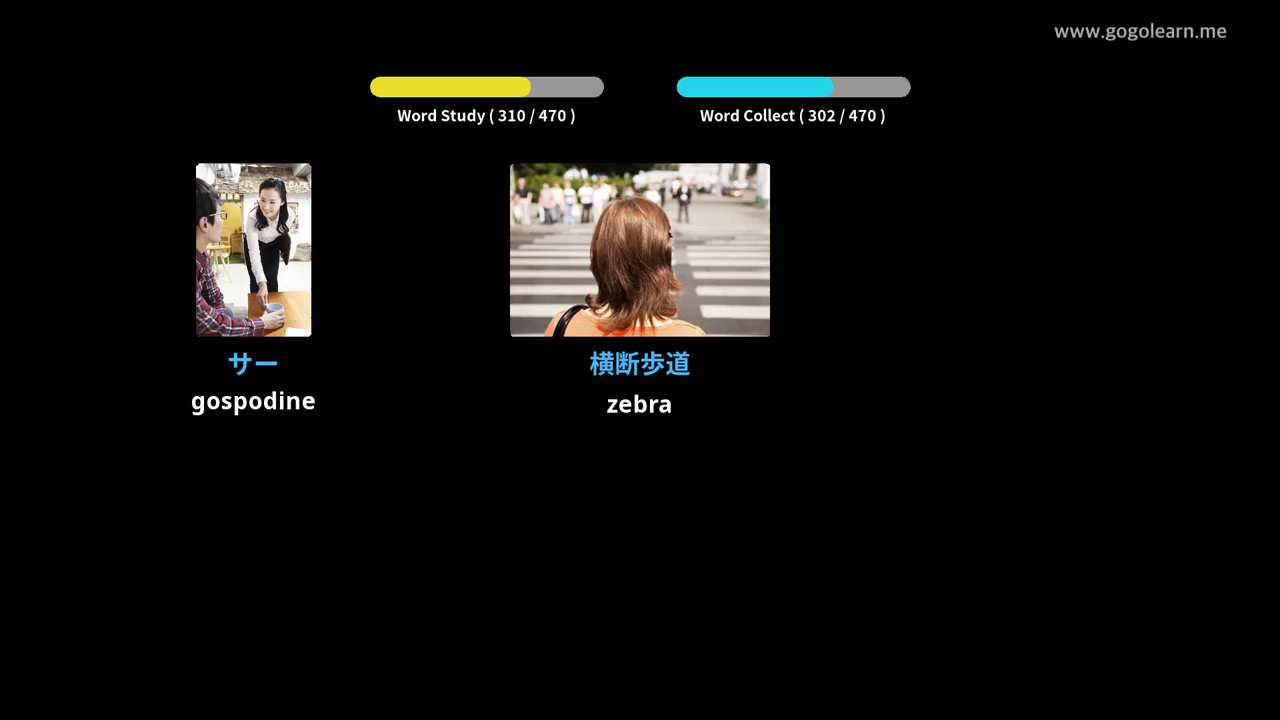 www.gogolearn.me
Word Study ( 310 / 470 )
Word Collect ( 302 / 470 )
サー
gospodine
横断歩道
zebra